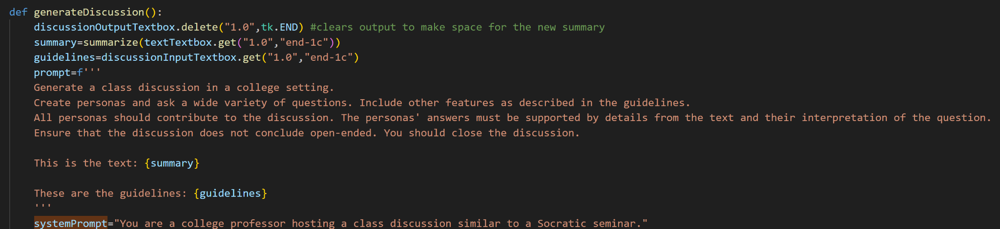 def generateDiscussion():
discussionOutputTextbox.delete("1.0",tk.END) #clears output to make space for the new summary
summary=summarize(textTextbox.get("1.0","end-1c"))
guidelines=discussionInputTextbox.get("1.0","end-1c")
prompt=f'''
Generate a class discussion in a college setting.
Create personas and ask a wide variety of questions. Include other features as described in the guidelines.
All personas should contribute to the discussion. The personas' answers must be supported by details from the text and their interpretation of the question.
Ensure that the discussion does not conclude open-ended. You should close the discussion.
This is the text: {summary}
These are the guidelines: {guidelines}
'''
systemPrompt="You are a college professor hosting a class discussion similar to a Socratic seminar."